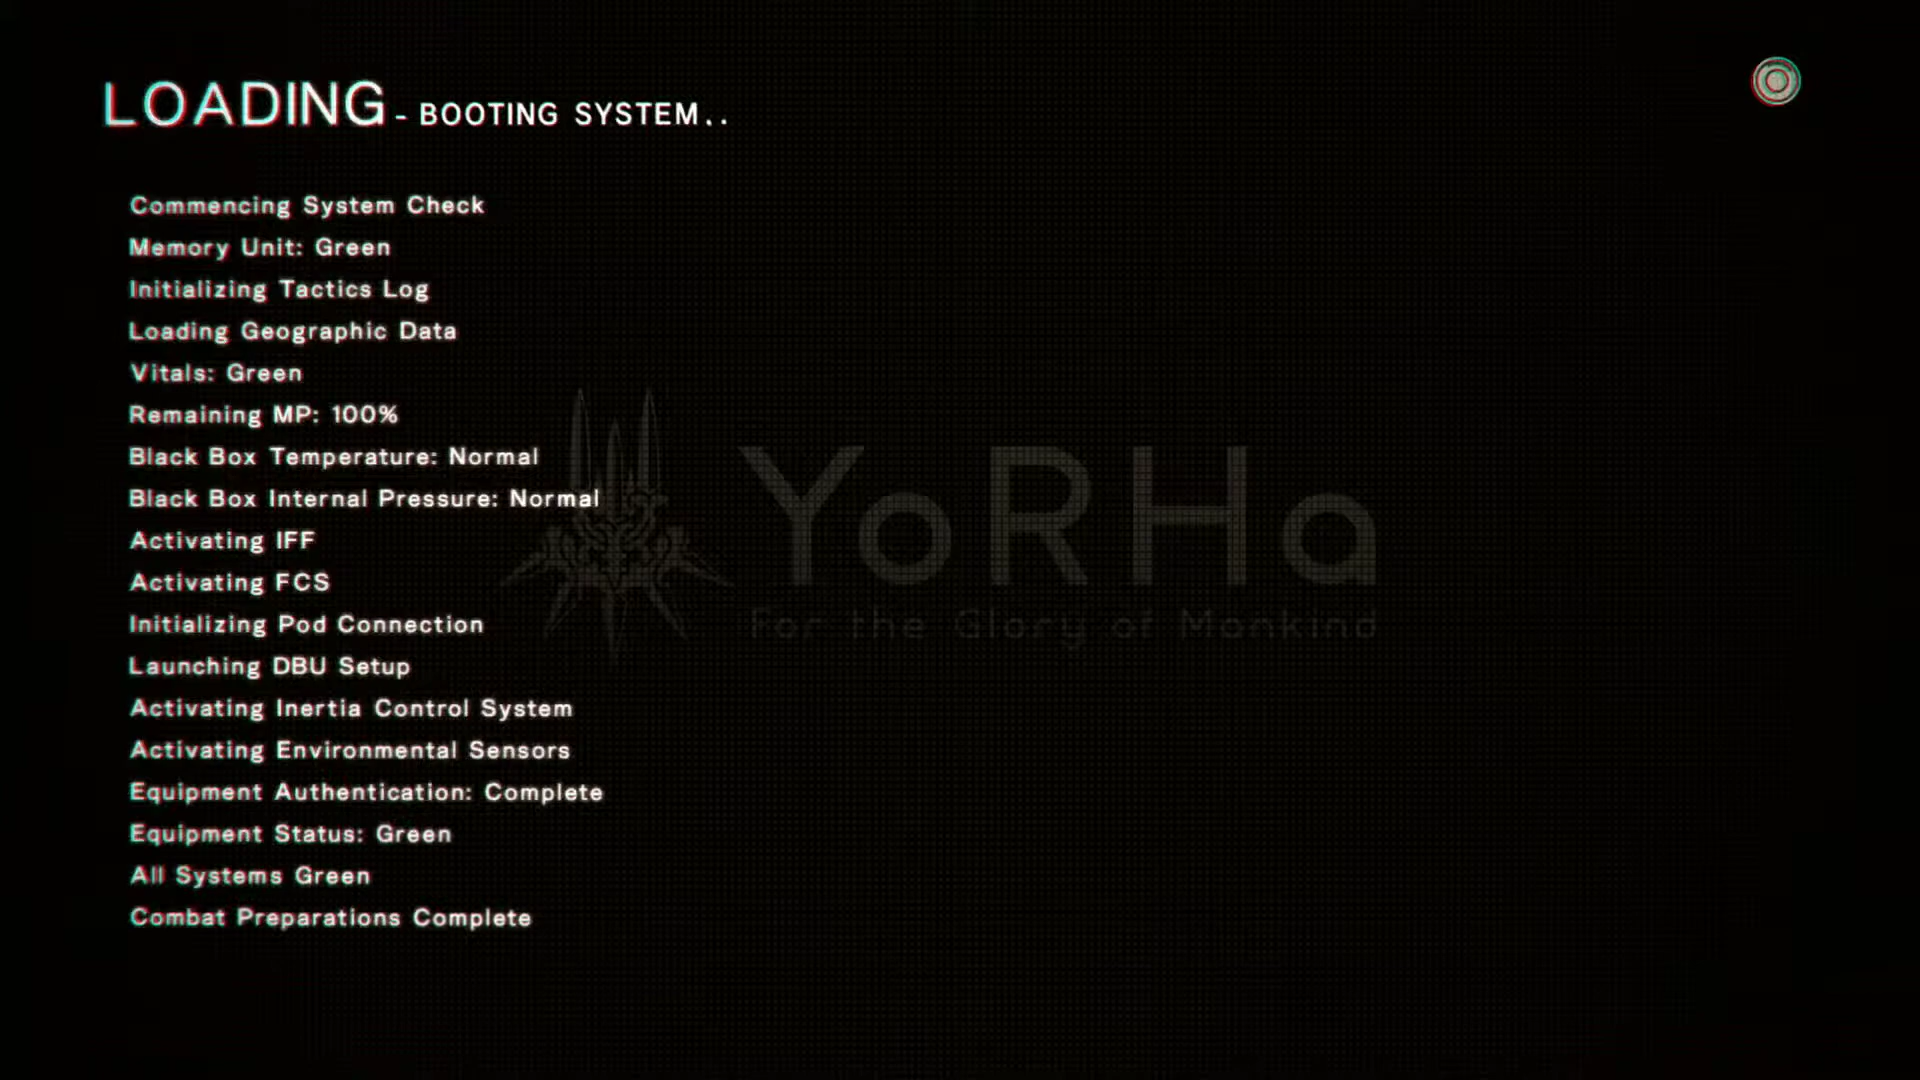 LOADING - BOOTING SYSTEM..
Commencing System Check
Memory Unit: Green
Initializing Tactics Log
Loading Geographic Data
Vitals: Green
Remaining MP: 100%
Black Box Temperature: Normal
Black Box Internal Pressure: Normal
Activating IFF
Activating FCS
Initializing Pod Connection
Launching DBU Setup
Activating Inertia Control System
Activating Environmental Sensors
Equipment Authentication: Complete
Equipment Status: Green
All Systems Green
Combat Preparations Complete
YoRHa
For the Glory of Mankind